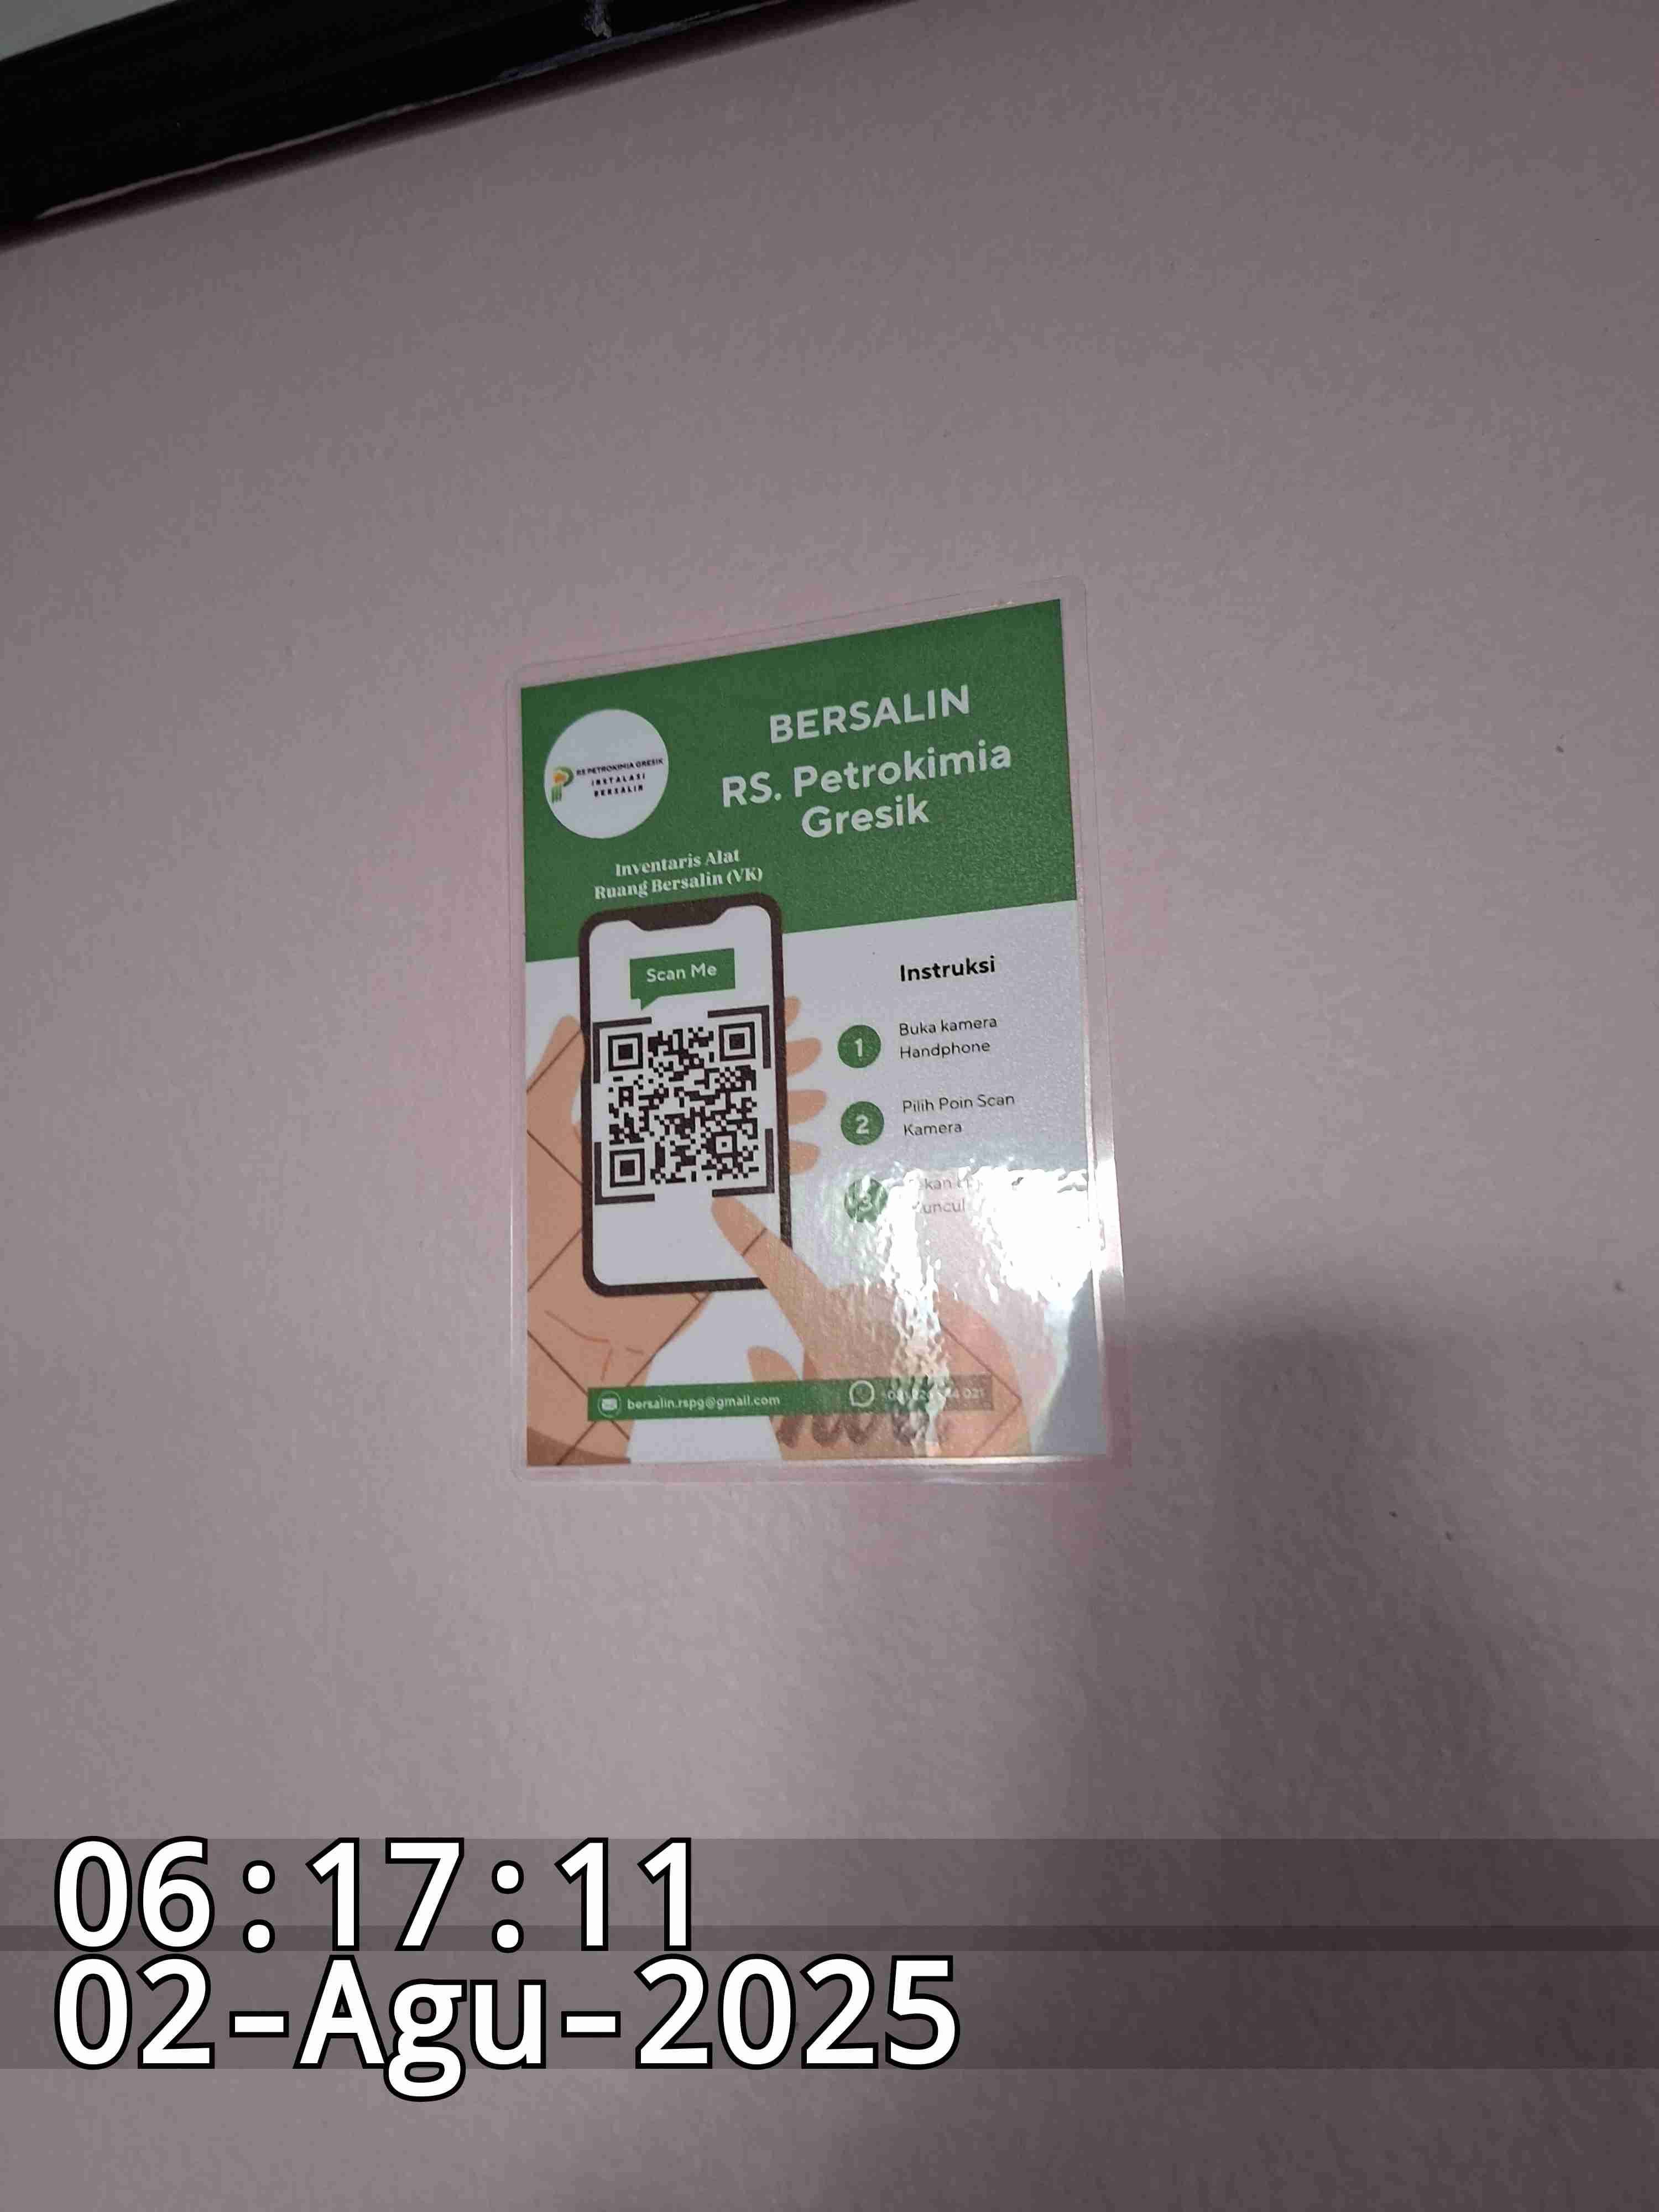 BERSALIN
RS. Petrokimia
Gresik
RS PETROKIMIA GRESIK
INSTALASI
BERSALIN
Inventaris Alat
Ruang Bersalin (VK)
Scan Me
Instruksi
1
Buka kamera
Handphone
2
Pilih Poin Scan
Kamera
3
bersalin.rspg@gmail.com
06:17:11
02-Agu-2025